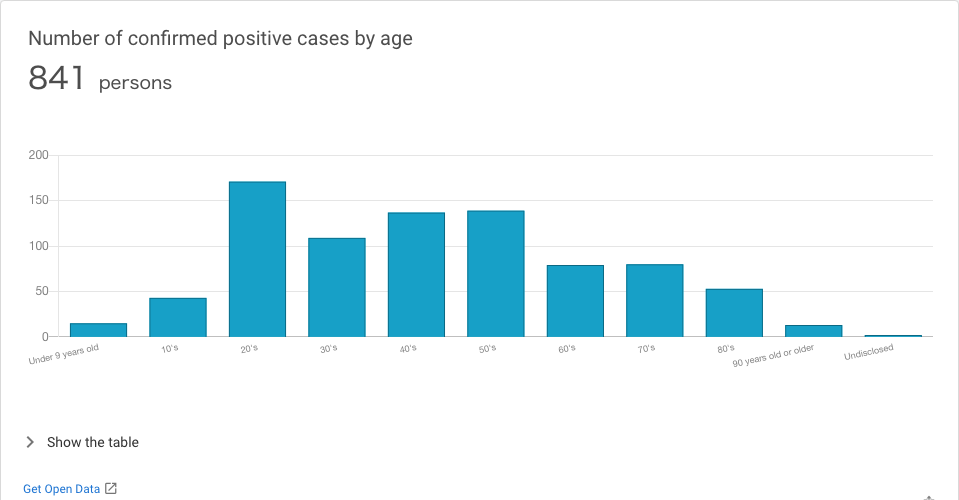 Number of confirmed positive cases by age
841 persons
200
150
100
50
0
Under 9 years old
10's
20's
30's
40's
50's
60's
70's
80's
90 years old or older
Undisclosed
Show the table
Get Open Data